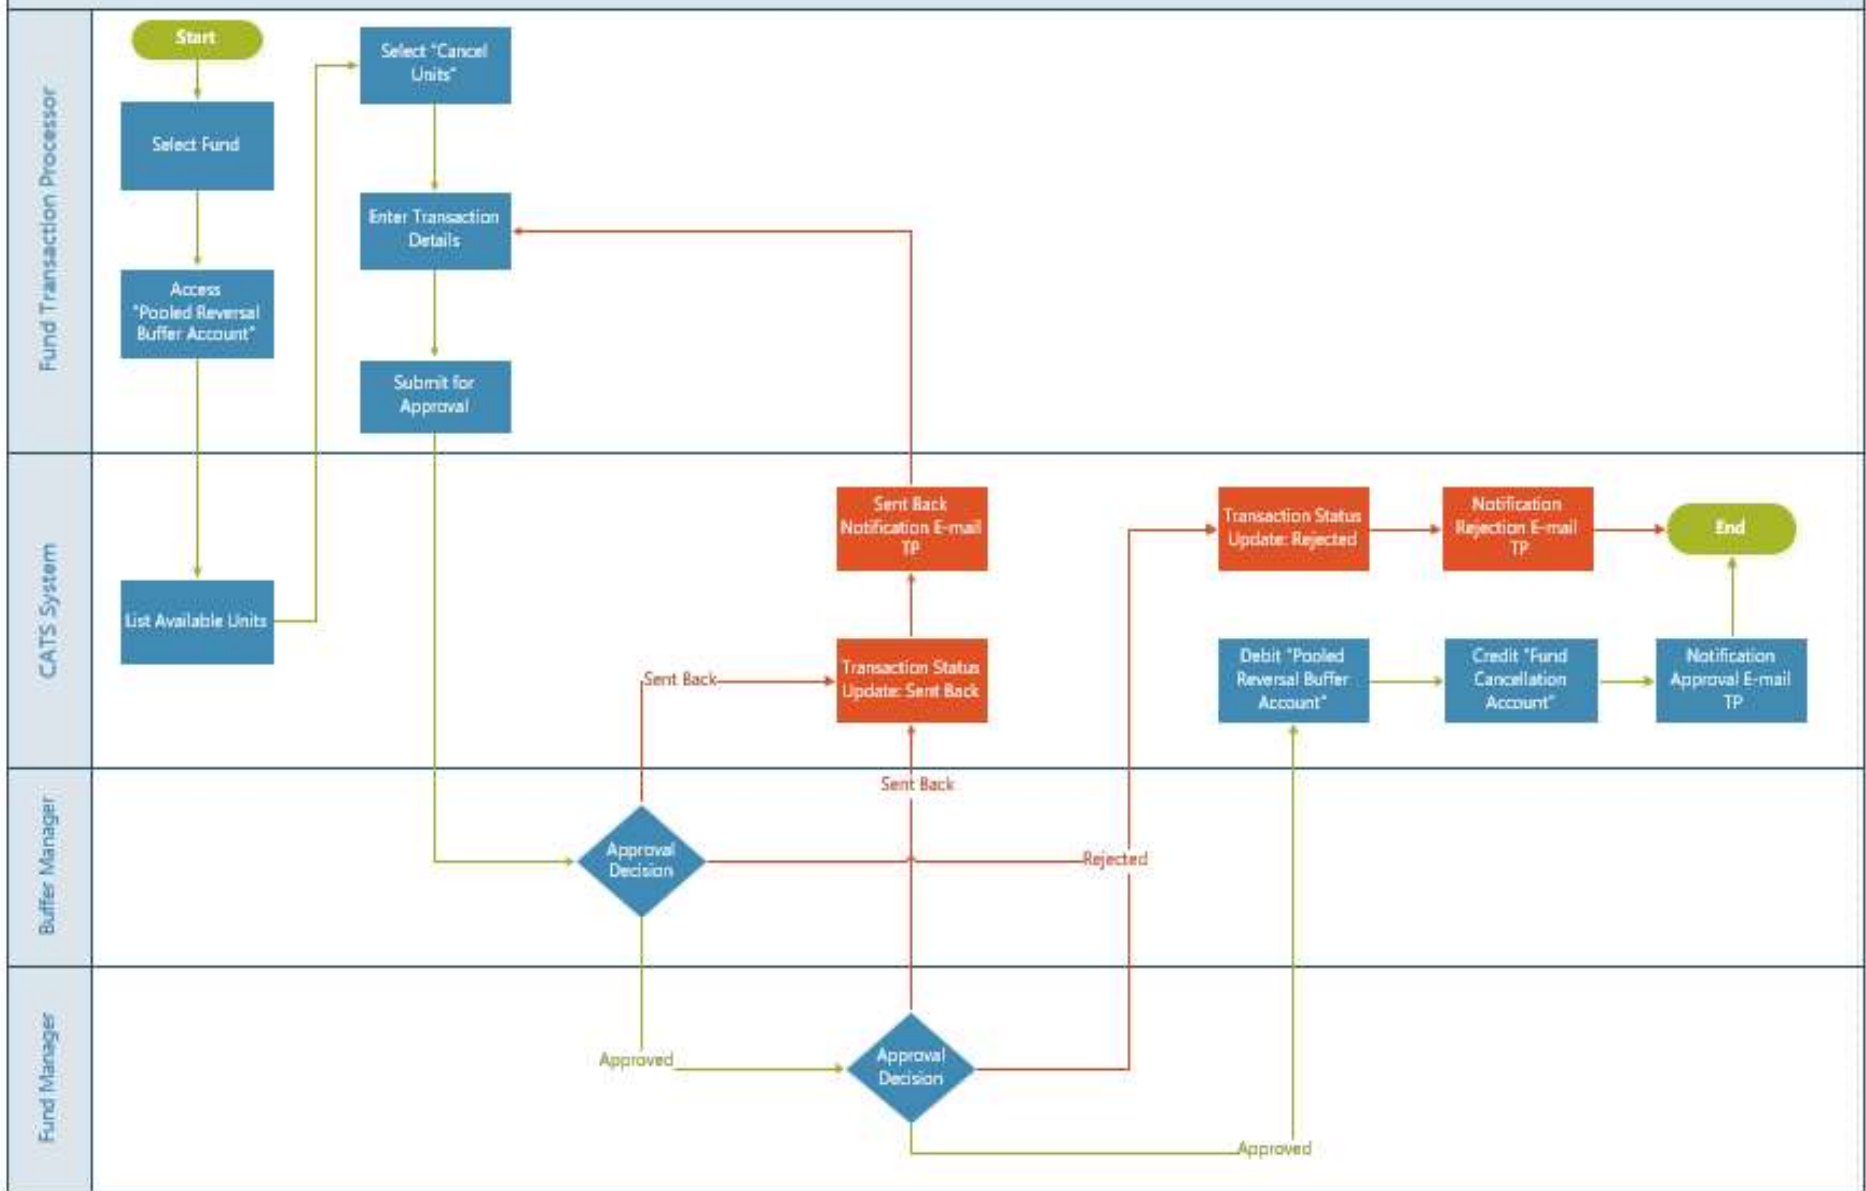 Fund Transaction Processor
Start
Select Fund
Access
"Pooled Reversal
Buffer Account"
Select "Cancel
Units"
Enter Transaction
Details
Submit for
Approval
CATS System
List Available Units
Sent Back
Notification E-mail
TP
Transaction Status
Update: Sent Back
Sent Back
Transaction Status
Update: Rejected
Notification
Rejection E-mail
TP
End
Debit "Pooled
Reversal Buffer
Account"
Credit "Fund
Cancellation
Account"
Notification
Approval E-mail
TP
Buffer Manager
Sent Back
Approval
Decision
Rejected
Fund Manager
Approved
Approval
Decision
Approved